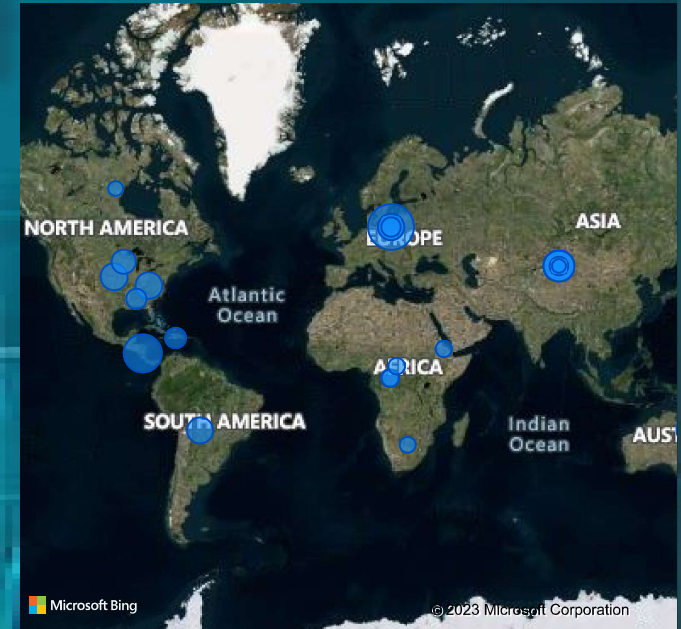 NORTH AMERICA
EUROPE
ASIA
Atlantic
Ocean
AFRICA
SOUTH AMERICA
Indian
Ocean
AUST
Microsoft Bing
© 2023 Microsoft Corporation